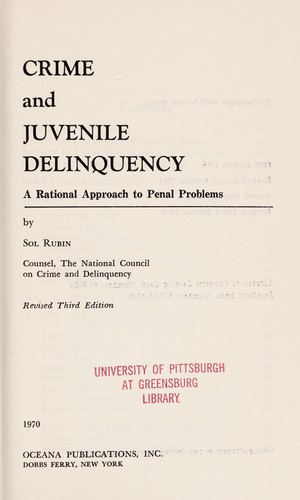 CRIME
and
JUVENILE
DELINQUENCY
A Rational Approach to Penal Problems
by
SOL RUBIN
Counsel, The National Council
on Crime and Delinquency
Revised Third Edition
UNIVERSITY OF PITTSBURGH
AT GREENSBURG
LIBRARY.
1970
OCEANA PUBLICATIONS, INC.
DOBBS FERRY, NEW YORK